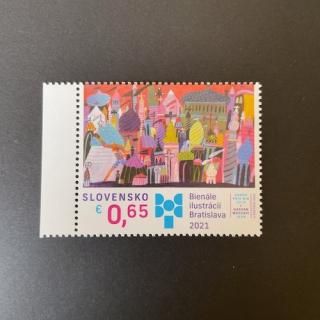 SLOVENSKO
€ 0,65
Bienále
ilustrácií
Bratislava
2021